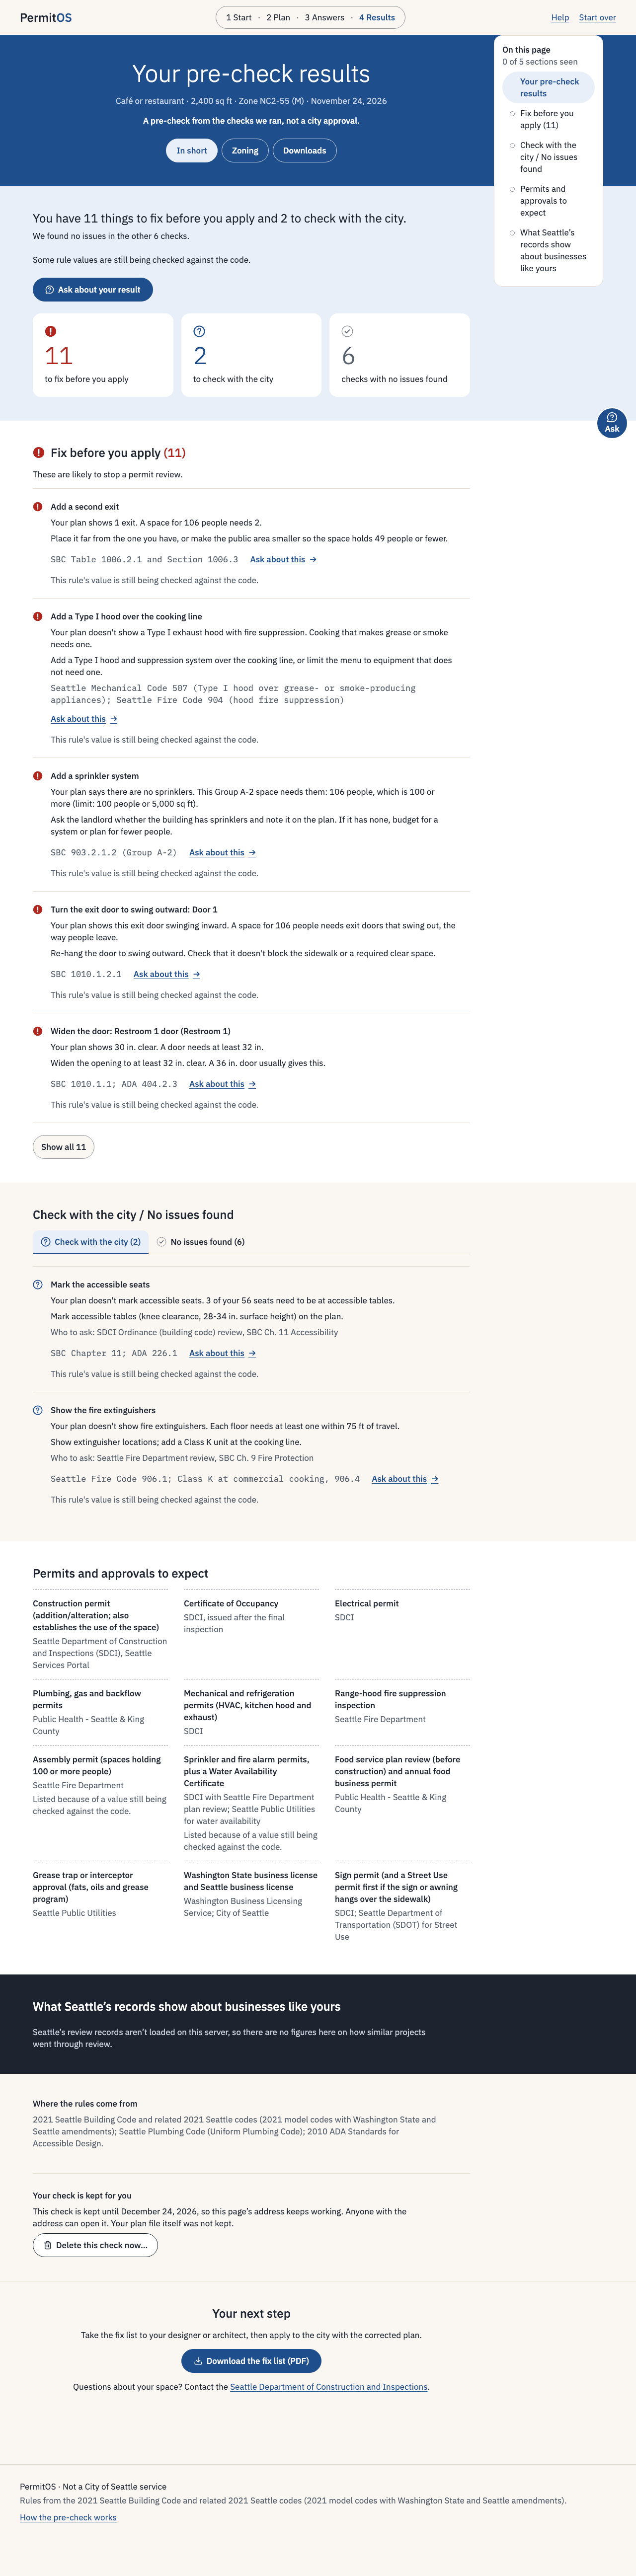 PermitOS
1 Start · 2 Plan · 3 Answers · 4 Results
Help Start over
Your pre-check results
Café or restaurant · 2,400 sq ft · Zone NC2-55 (M) · November 24, 2026
A pre-check from the checks we ran, not a city approval.
In short Zoning Downloads
On this page
0 of 5 sections seen
Your pre-check
results
Fix before you
apply (11)
Check with the
city / No issues
found
Permits and
approvals to
expect
What Seattle’s
records show
about businesses
like yours
You have 11 things to fix before you apply and 2 to check with the city.
We found no issues in the other 6 checks.
Some rule values are still being checked against the code.
Ask about your result
11
to fix before you apply
2
to check with the city
6
checks with no issues found
Ask
Fix before you apply (11)
These are likely to stop a permit review.
Add a second exit
Your plan shows 1 exit. A space for 106 people needs 2.
Place it far from the one you have, or make the public area smaller so the space holds 49 people or fewer.
SBC Table 1006.2.1 and Section 1006.3 Ask about this →
This rule's value is still being checked against the code.
Add a Type I hood over the cooking line
Your plan doesn't show a Type I exhaust hood with fire suppression. Cooking that makes grease or smoke
needs one.
Add a Type I hood and suppression system over the cooking line, or limit the menu to equipment that does
not need one.
Seattle Mechanical Code 507 (Type I hood over grease- or smoke-producing
appliances); Seattle Fire Code 904 (hood fire suppression)
Ask about this →
This rule's value is still being checked against the code.
Add a sprinkler system
Your plan says there are no sprinklers. This Group A-2 space needs them: 106 people, which is 100 or
more (limit: 100 people or 5,000 sq ft).
Ask the landlord whether the building has sprinklers and note it on the plan. If it has none, budget for a
system or plan for fewer people.
SBC 903.2.1.2 (Group A-2) Ask about this →
This rule's value is still being checked against the code.
Turn the exit door to swing outward: Door 1
Your plan shows this exit door swinging inward. A space for 106 people needs exit doors that swing out, the
way people leave.
Re-hang the door to swing outward. Check that it doesn't block the sidewalk or a required clear space.
SBC 1010.1.2.1 Ask about this →
This rule's value is still being checked against the code.
Widen the door: Restroom 1 door (Restroom 1)
Your plan shows 30 in. clear. A door needs at least 32 in.
Widen the opening to at least 32 in. clear. A 36 in. door usually gives this.
SBC 1010.1.1; ADA 404.2.3 Ask about this →
This rule's value is still being checked against the code.
Show all 11
Check with the city / No issues found
Check with the city (2) No issues found (6)
Mark the accessible seats
Your plan doesn't mark accessible seats. 3 of your 56 seats need to be at accessible tables.
Mark accessible tables (knee clearance, 28-34 in. surface height) on the plan.
Who to ask: SDCI Ordinance (building code) review, SBC Ch. 11 Accessibility
SBC Chapter 11; ADA 226.1 Ask about this →
This rule's value is still being checked against the code.
Show the fire extinguishers
Your plan doesn't show fire extinguishers. Each floor needs at least one within 75 ft of travel.
Show extinguisher locations; add a Class K unit at the cooking line.
Who to ask: Seattle Fire Department review, SBC Ch. 9 Fire Protection
Seattle Fire Code 906.1; Class K at commercial cooking, 906.4 Ask about this →
This rule's value is still being checked against the code.
Permits and approvals to expect
Construction permit
(addition/alteration; also
establishes the use of the space)
Seattle Department of Construction
and Inspections (SDCI), Seattle
Services Portal
Certificate of Occupancy
SDCI, issued after the final
inspection
Electrical permit
SDCI
Plumbing, gas and backflow
permits
Public Health - Seattle & King
County
Mechanical and refrigeration
permits (HVAC, kitchen hood and
exhaust)
SDCI
Range-hood fire suppression
inspection
Seattle Fire Department
Assembly permit (spaces holding
100 or more people)
Seattle Fire Department
Listed because of a value still being
checked against the code.
Sprinkler and fire alarm permits,
plus a Water Availability
Certificate
SDCI with Seattle Fire Department
plan review; Seattle Public Utilities
for water availability
Listed because of a value still being
checked against the code.
Food service plan review (before
construction) and annual food
business permit
Public Health - Seattle & King
County
Grease trap or interceptor
approval (fats, oils and grease
program)
Seattle Public Utilities
Washington State business license
and Seattle business license
Washington Business Licensing
Service; City of Seattle
Sign permit (and a Street Use
permit first if the sign or awning
hangs over the sidewalk)
SDCI; Seattle Department of
Transportation (SDOT) for Street
Use
What Seattle’s records show about businesses like yours
Seattle’s review records aren’t loaded on this server, so there are no figures here on how similar projects
went through review.
Where the rules come from
2021 Seattle Building Code and related 2021 Seattle codes (2021 model codes with Washington State and
Seattle amendments); Seattle Plumbing Code (Uniform Plumbing Code); 2010 ADA Standards for
Accessible Design.
Your check is kept for you
This check is kept until December 24, 2026, so this page’s address keeps working. Anyone with the
address can open it. Your plan file itself was not kept.
Delete this check now…
Your next step
Take the fix list to your designer or architect, then apply to the city with the corrected plan.
Download the fix list (PDF)
Questions about your space? Contact the Seattle Department of Construction and Inspections.
PermitOS · Not a City of Seattle service
Rules from the 2021 Seattle Building Code and related 2021 Seattle codes (2021 model codes with Washington State and Seattle amendments).
How the pre-check works